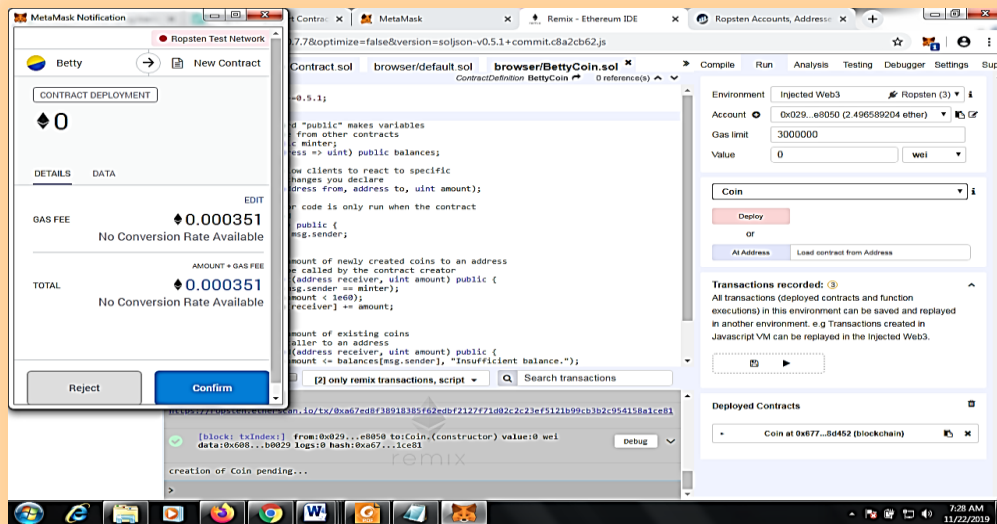 MetaMask Notification
Ropsten Test Network
Betty
New Contract
CONTRACT DEPLOYMENT
0
DETAILS
DATA
EDIT
GAS FEE
0.000351
No Conversion Rate Available
AMOUNT + GAS FEE
TOTAL
0.000351
No Conversion Rate Available
Reject
Confirm
t Contrac
MetaMask
Remix - Ethereum IDE
Ropsten Accounts, Addresse
0.7.7&optimize=false&version=soljson-v0.5.1+commit.c8a2cb62.js
Contract.sol
browser/default.sol
browser/BettyCoin.sol
ContractDefinition BettyCoin
0 reference(s)
=0.5.1;
d "public" makes variables
e from other contracts
c minter;
ress => uint) public balances;
ow clients to react to specific
hanges you declare
ddress from, address to, uint amount);
r code is only run when the contract
public {
msg.sender;
mount of newly created coins to an address
e called by the contract creator
(address receiver, uint amount) public {
sg.sender == minter);
mount < 1e60);
receiver] += amount;
mount of existing coins
aller to an address
(address receiver, uint amount) public {
mount <= balances[msg.sender], "Insufficient balance.");
[2] only remix transactions, script
Search transactions
https://ropsten.etherscan.io/tx/0xa67ed8f38918385f62edbf2127f71d02c2c23ef5121b99cb3b2c954158a1ce81
[block: txIndex:] from:0x029...e8050 to:Coin.(constructor) value:0 wei
data:0x608...b0029 logs:0 hash:0xa67...1ce81
Debug
remix
creation of Coin pending...
>
Compile
Run
Analysis
Testing
Debugger
Settings
Sup
Environment
Injected Web3
Ropsten (3)
Account
0x029...e8050 (2.496589204 ether)
Gas limit
3000000
Value
0
wei
Coin
Deploy
or
At Address
Load contract from Address
Transactions recorded: 3
All transactions (deployed contracts and function
executions) in this environment can be saved and replayed
in another environment. e.g Transactions created in
Javascript VM can be replayed in the Injected Web3.
Deployed Contracts
Coin at 0x677...8d452 (blockchain)
7:28 AM
11/22/2019